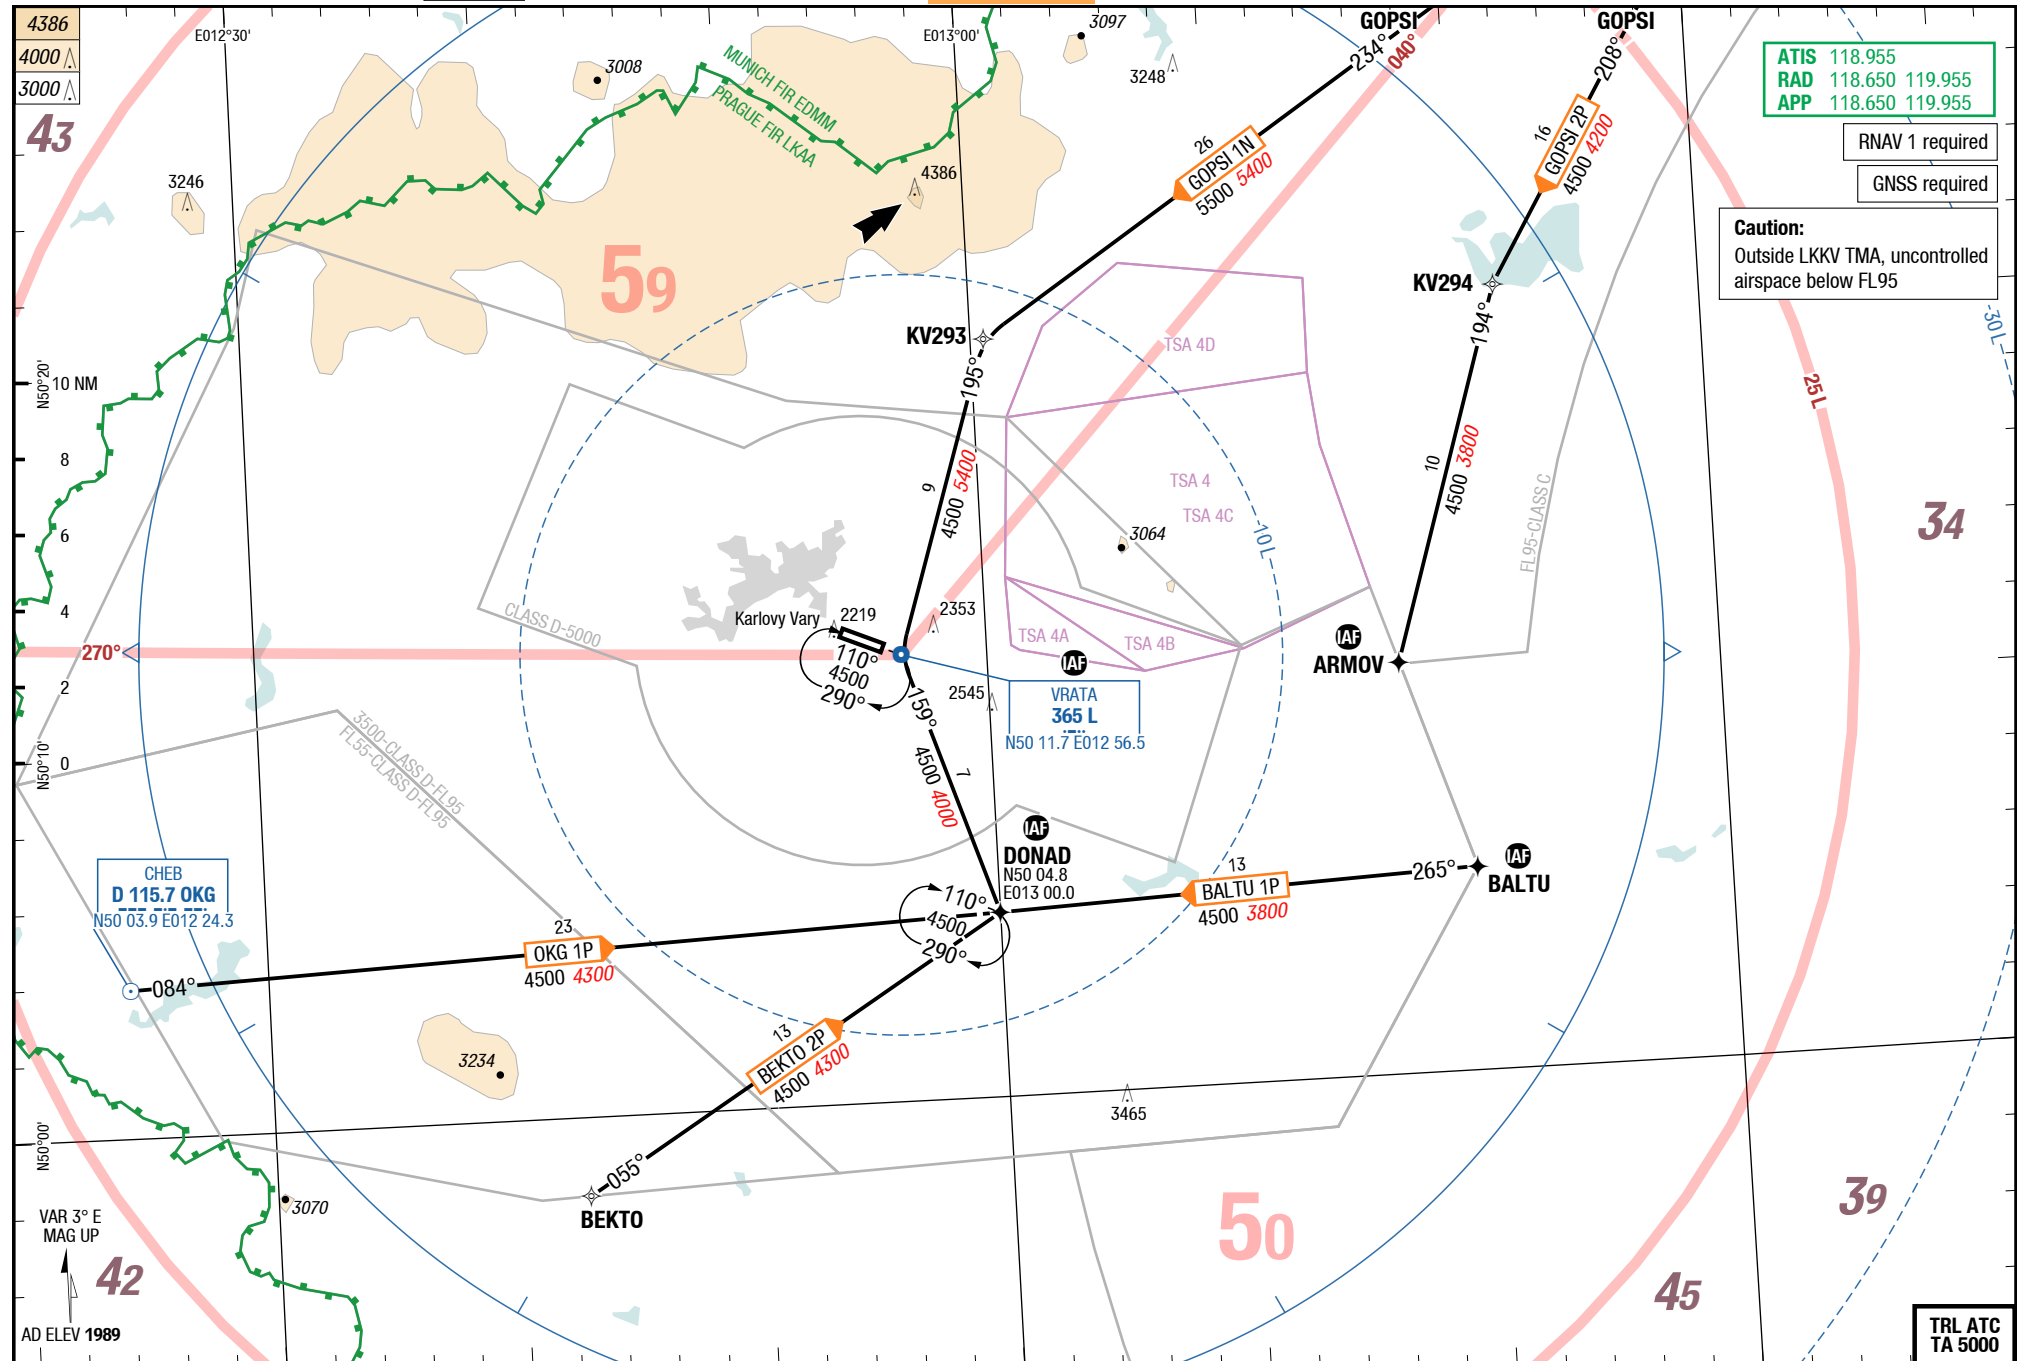 4386
4000
3000
E012°30'
E013°00'
3097
3248
3008
3246
4386
MUNICH FIR EDMM
PRAGUE FIR LKAA
GOPSI
234°
040°
GOPSI
208°
ATIS 118.955
RAD 118.650 119.955
APP 118.650 119.955
RNAV 1 required
GNSS required
Caution:
Outside LKKV TMA, uncontrolled
airspace below FL95
43
59
26
GOPSI 1N
5500 5400
16
GOPSI 2P
4500 4200
KV294
194°
KV293
195°
9
4500 5400
10
4500 3800
30 L
25 L
10 L
34
TSA 4D
TSA 4
TSA 4C
TSA 4A
TSA 4B
3064
FL95-CLASS C
N50°20'
10 NM
8
6
4
2
0
N50°10'
N50°00'
CLASS D-5000
270°
Karlovy Vary
2219
2353
2545
110°
4500
290°
IAF
VRATA
365 L
N50 11.7 E012 56.5
IAF
ARMOV
159°
7
4500 4000
3500-CLASS D-FL95
FL55-CLASS D-FL95
IAF
DONAD
N50 04.8
E013 00.0
110°
4500
290°
13
BALTU 1P
4500 3800
265°
IAF
BALTU
CHEB
D 115.7 OKG
N50 03.9 E012 24.3
084°
23
OKG 1P
4500 4300
13
BEKTO 2P
4500 4300
055°
BEKTO
3234
3465
3070
50
39
45
42
VAR 3° E
MAG UP
AD ELEV 1989
TRL ATC
TA 5000